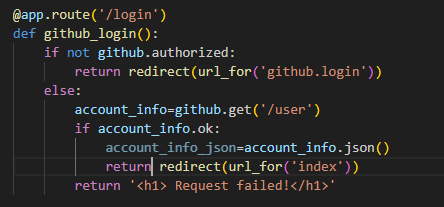 @app.route('/login')
def github_login():
    if not github.authorized:
        return redirect(url_for('github.login'))
    else:
        account_info=github.get('/user')
        if account_info.ok:
            account_info_json=account_info.json()
            return redirect(url_for('index'))
        return '<h1> Request failed!</h1>'